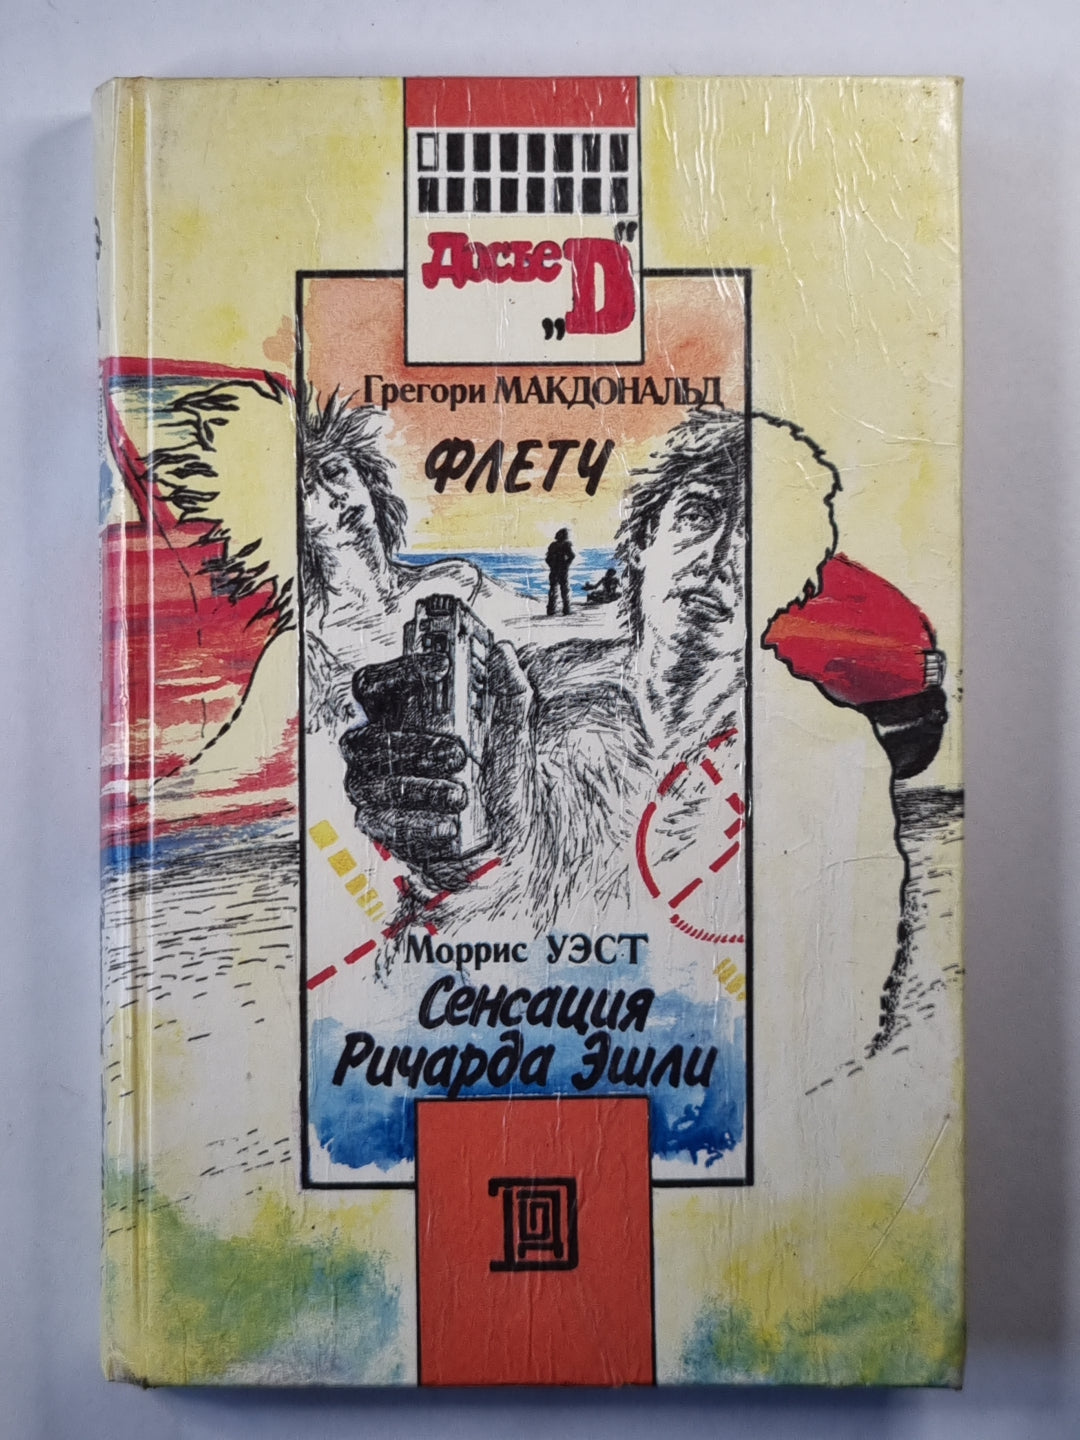 Досье „D“
Грегори МАКДОНАЛЬД
ФЛЕТЧ
Моррис УЭСТ
Сенсация
Ричарда Эшли